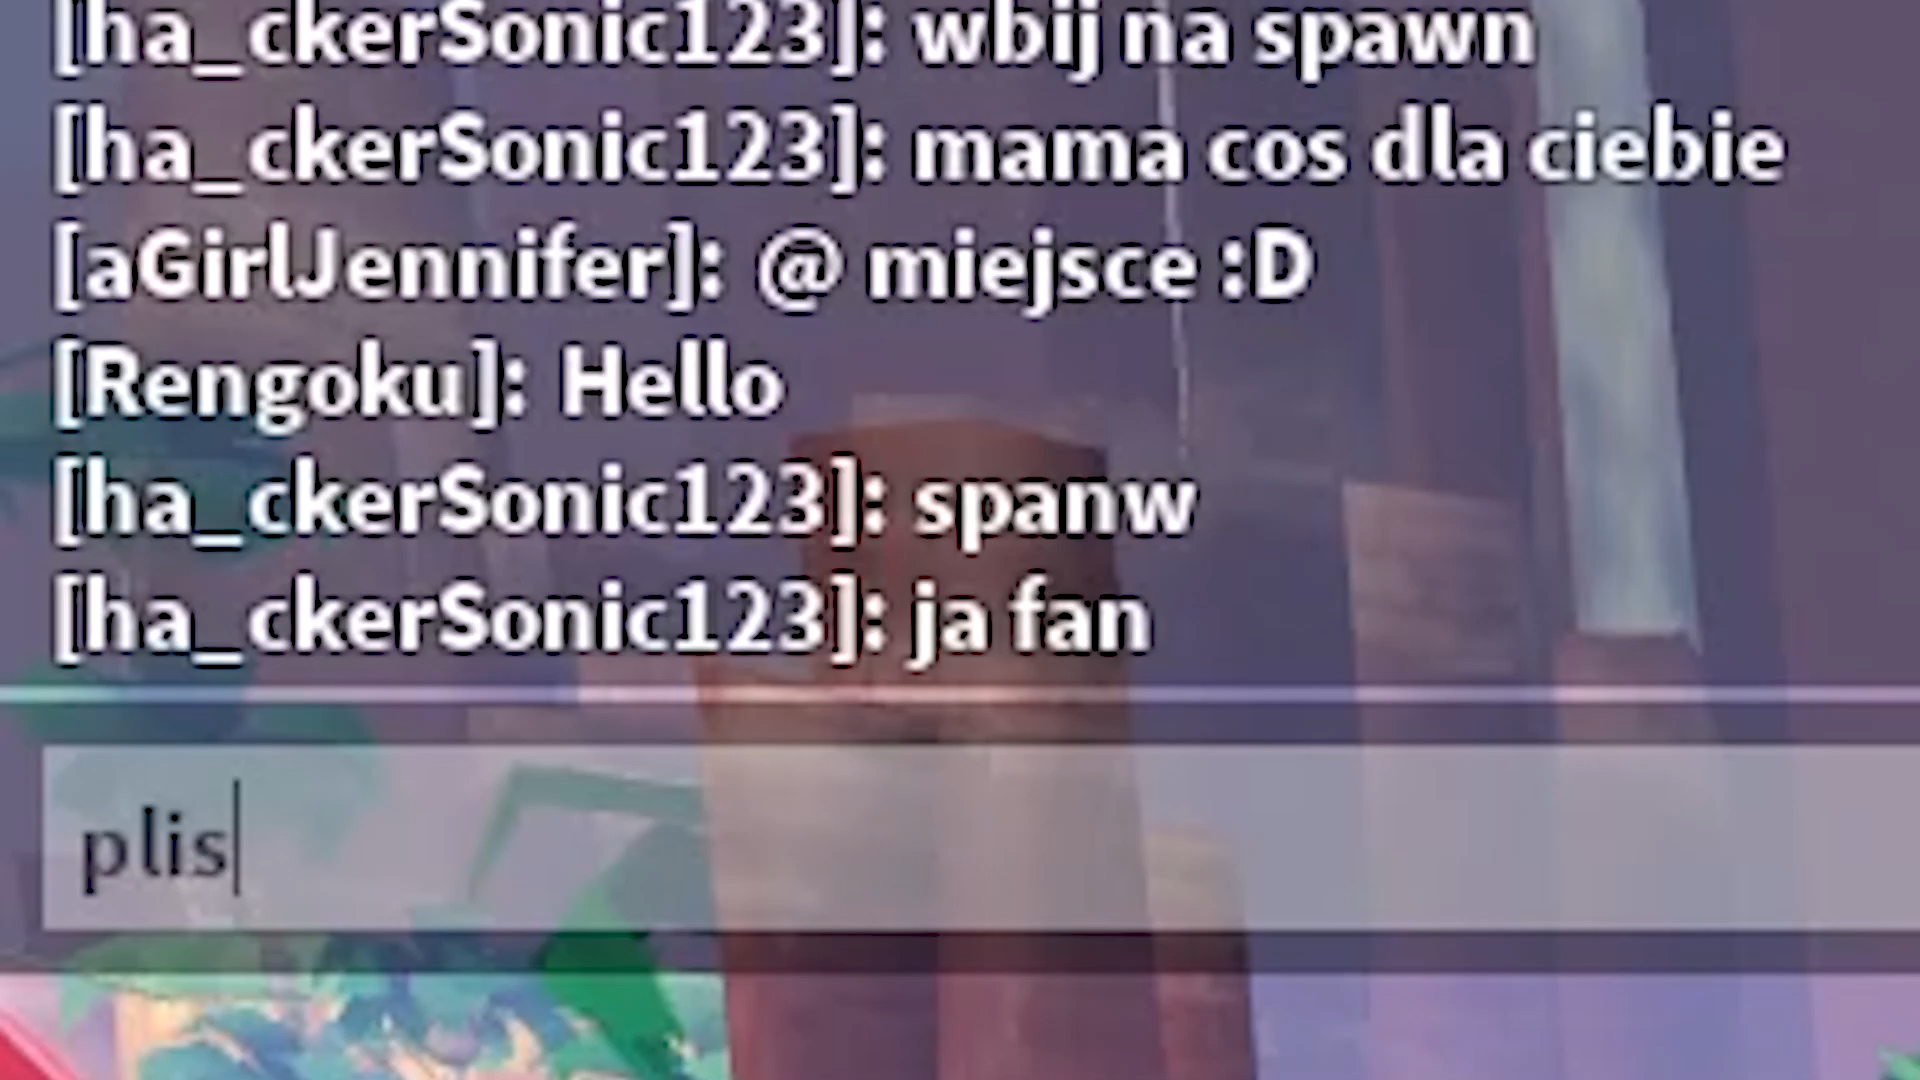 [ha_ckerSonic123]: wbij na spawn
[ha_ckerSonic123]: mama cos dla ciebie
[aGirlJennifer]: @ miejsce :D
[Rengoku]: Hello
[ha_ckerSonic123]: spanw
[ha_ckerSonic123]: ja fan
plis